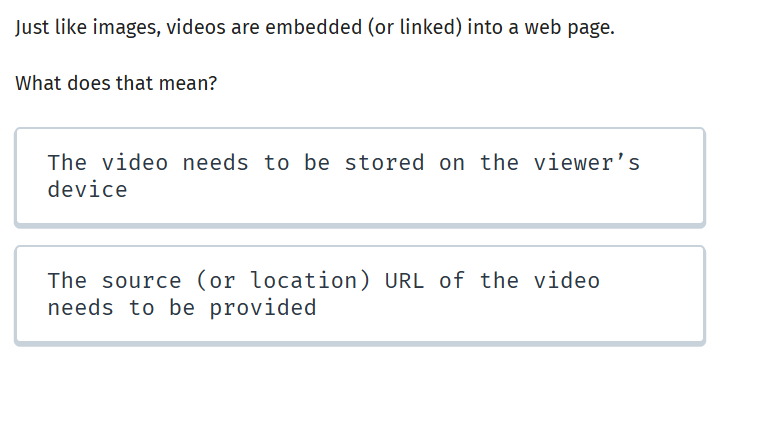 Just like images, videos are embedded (or linked) into a web page.
What does that mean?
The video needs to be stored on the viewer’s
device
The source (or location) URL of the video
needs to be provided